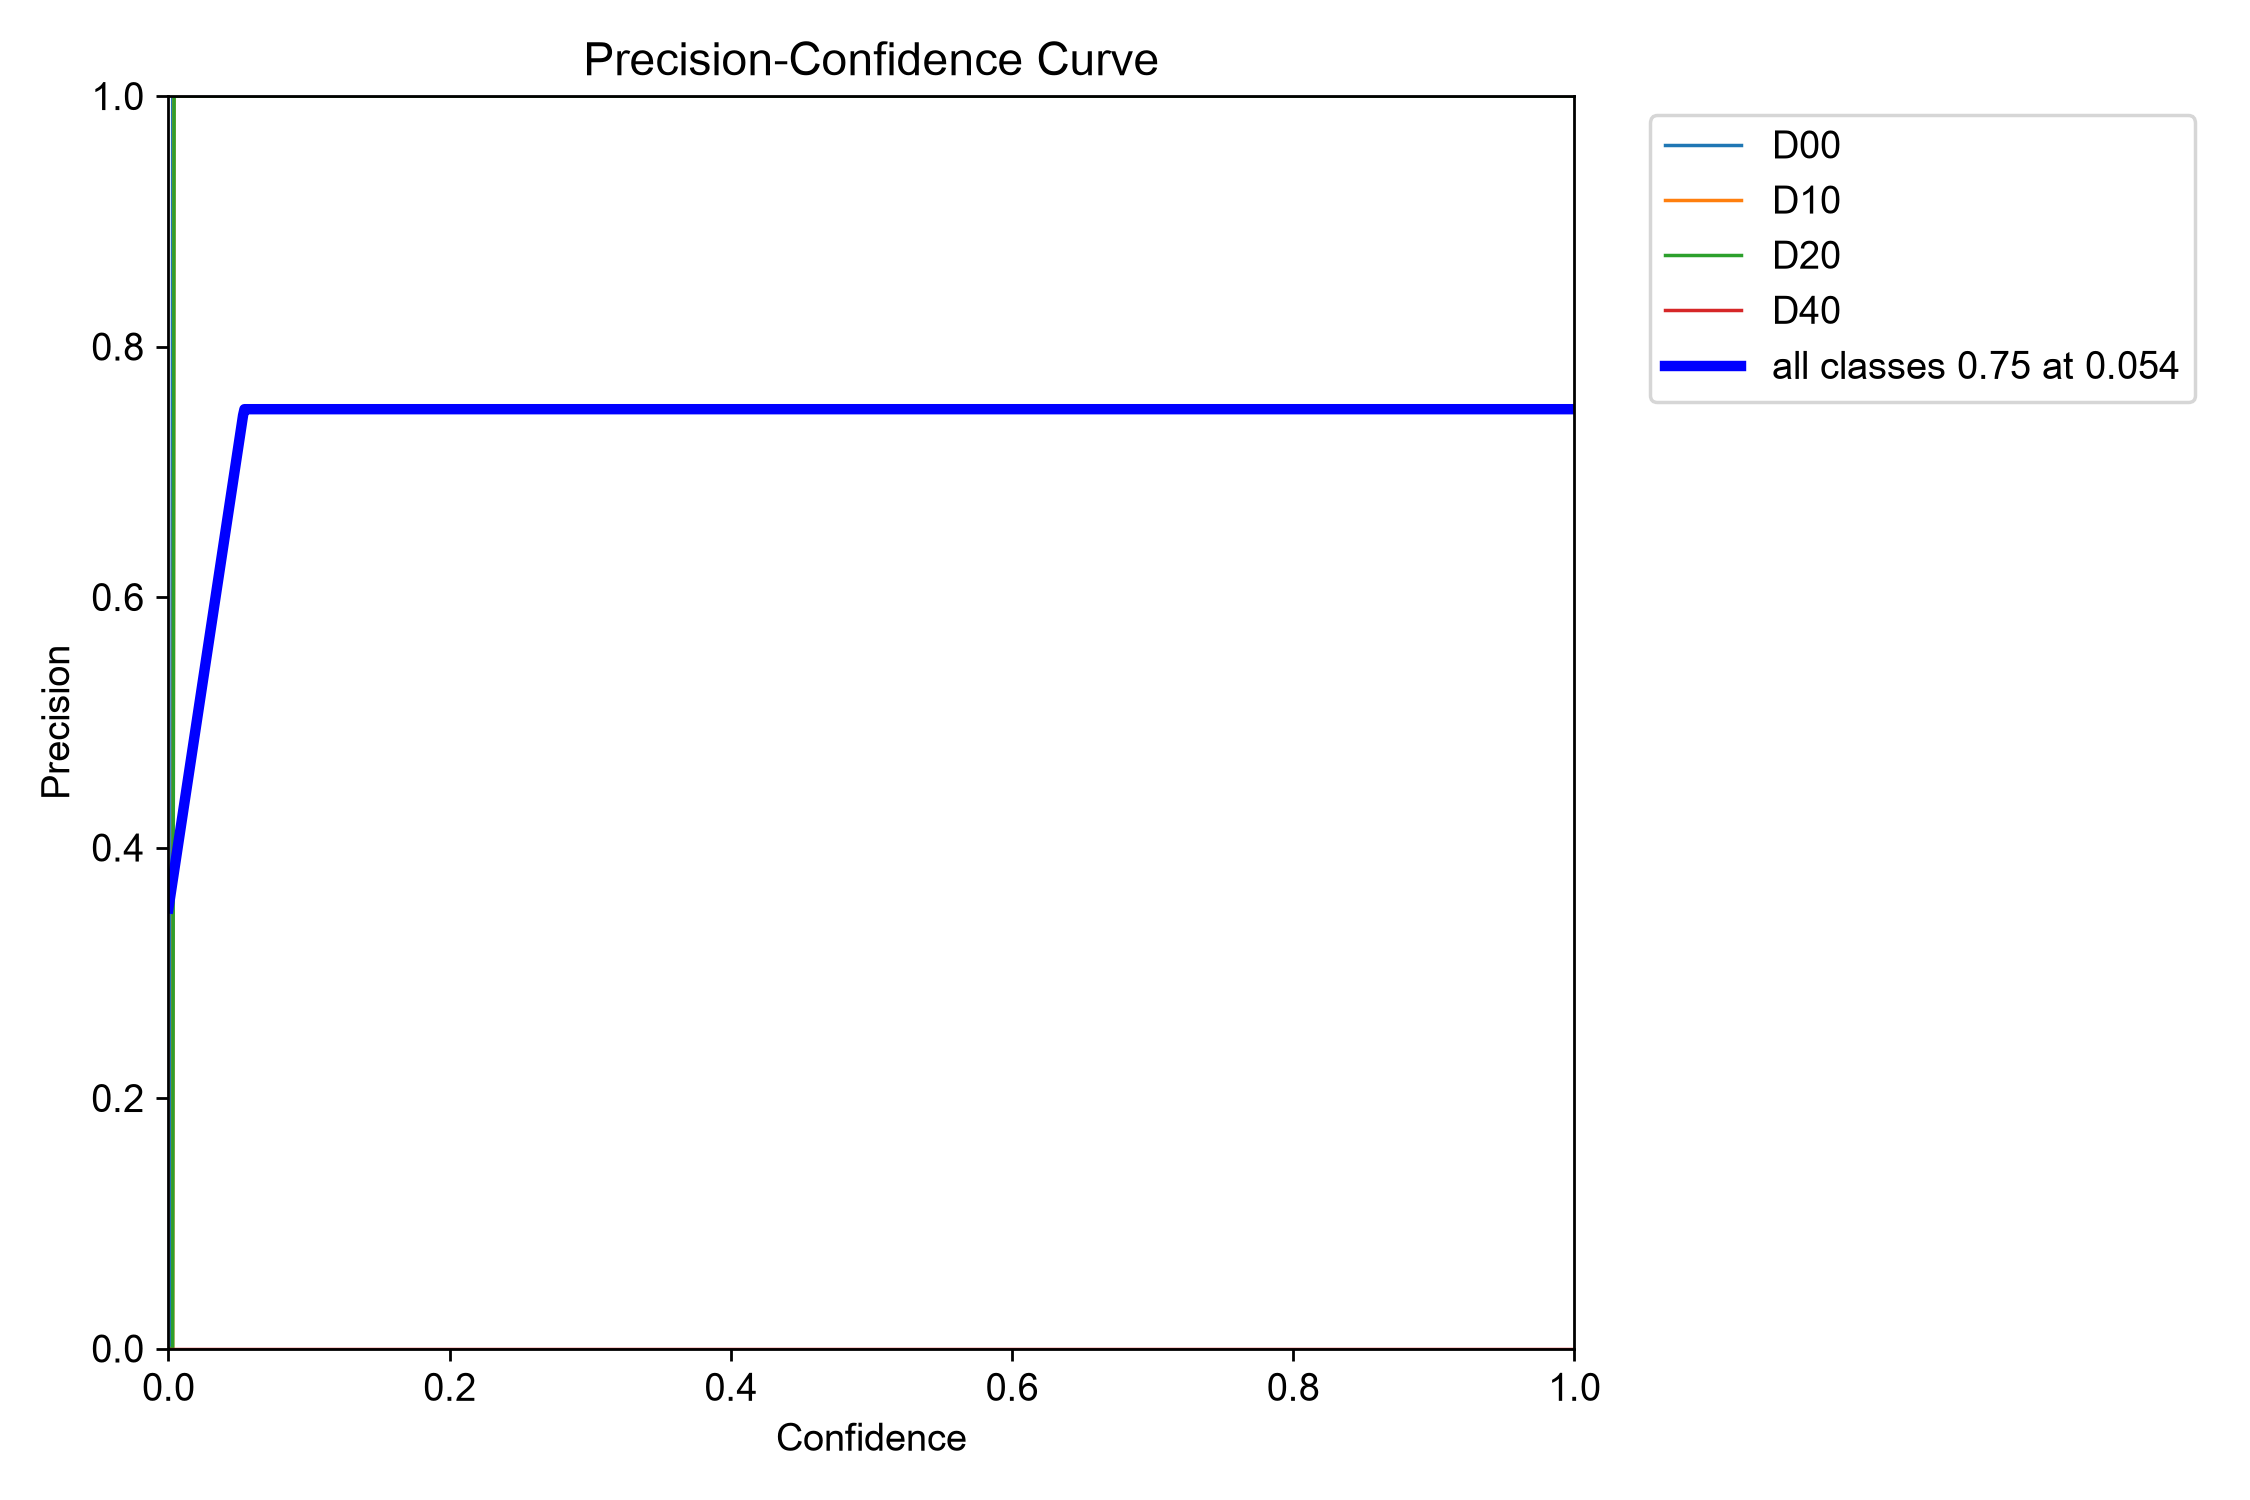 Precision-Confidence Curve
1.0
0.8
0.6
0.4
0.2
0.0
Precision
0.0 0.2 0.4 0.6 0.8 1.0
Confidence
D00
D10
D20
D40
all classes 0.75 at 0.054